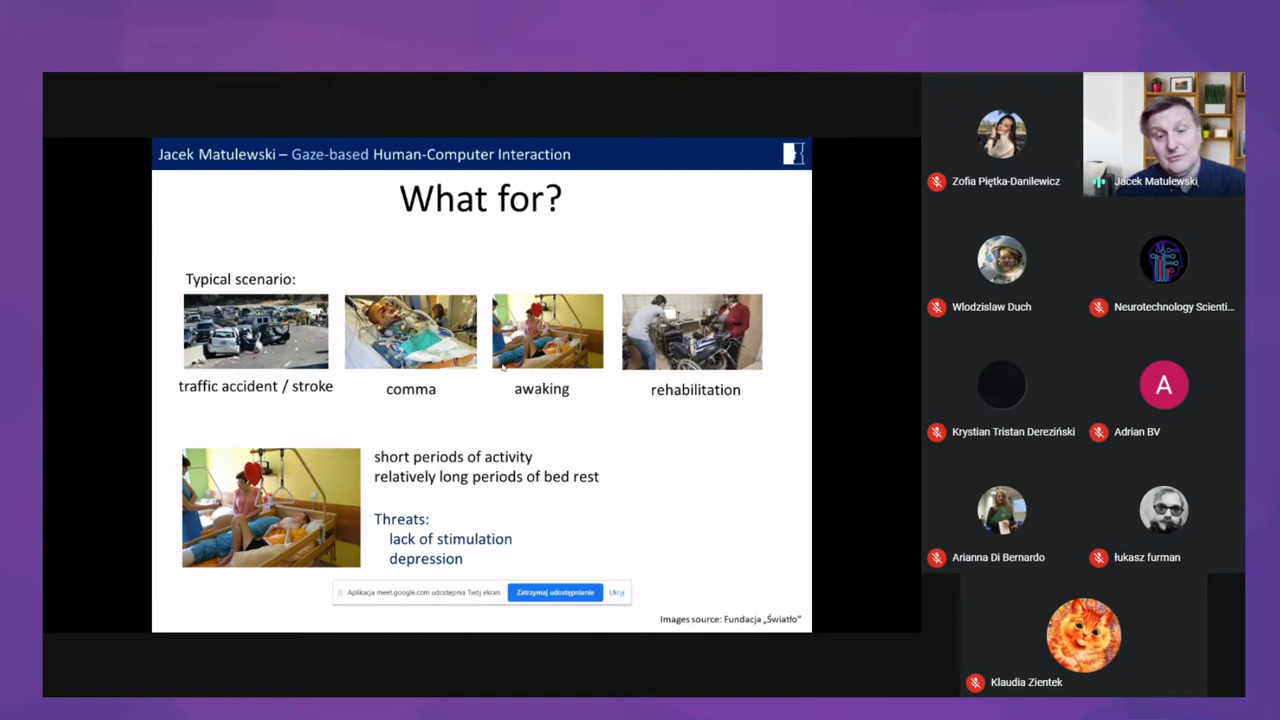 Jacek Matulewski – Gaze-based Human-Computer Interaction
What for?
Typical scenario:
traffic accident / stroke
comma
awaking
rehabilitation
short periods of activity
relatively long periods of bed rest
Threats:
lack of stimulation
depression
Aplikacja meet.google.com udostępnia Twój ekran.
Zatrzymaj udostępnianie
Ukryj
Images source: Fundacja „Światło”
Zofia Piętka-Danilewicz
Jacek Matulewski
Wlodzislaw Duch
Neurotechnology Scienti...
Krystian Tristan Dereziński
A
Adrian BV
Arianna Di Bernardo
łukasz furman
Klaudia Zientek